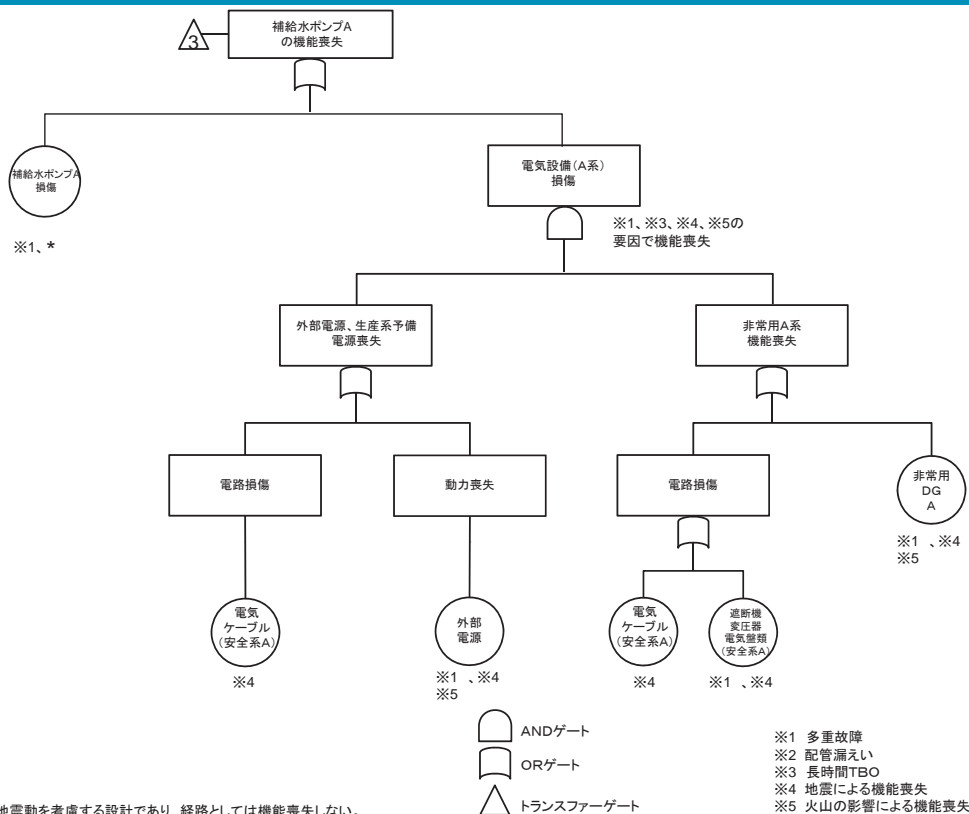 補給水ポンプA
の機能喪失
3
補給水ポンプA
損傷
※1、*
電気設備(A系)
損傷
※1、※3、※4、※5の
要因で機能喪失
外部電源、生産系予備
電源喪失
非常用A系
機能喪失
電路損傷
動力喪失
電路損傷
非常用
DG
A
※1 、※4
※5
電気
ケーブル
(安全系A)
※4
外部
電源
※1 、※4
※5
電気
ケーブル
(安全系A)
※4
遮断機
変圧器
電気盤類
(安全系A)
※1 、※4
ANDゲート
ORゲート
トランスファーゲート
※1 多重故障
※2 配管漏えい
※3 長時間TBO
※4 地震による機能喪失
※5 火山の影響による機能喪失
地震動を考慮する設計であり、経路としては機能喪失しない。